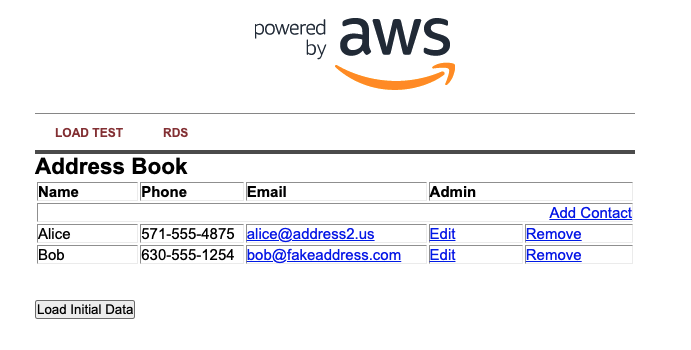 powered
by aws
LOAD TEST RDS
Address Book
Name Phone Email Admin
Add Contact
Alice 571-555-4875 alice@address2.us Edit Remove
Bob 630-555-1254 bob@fakeaddress.com Edit Remove
Load Initial Data